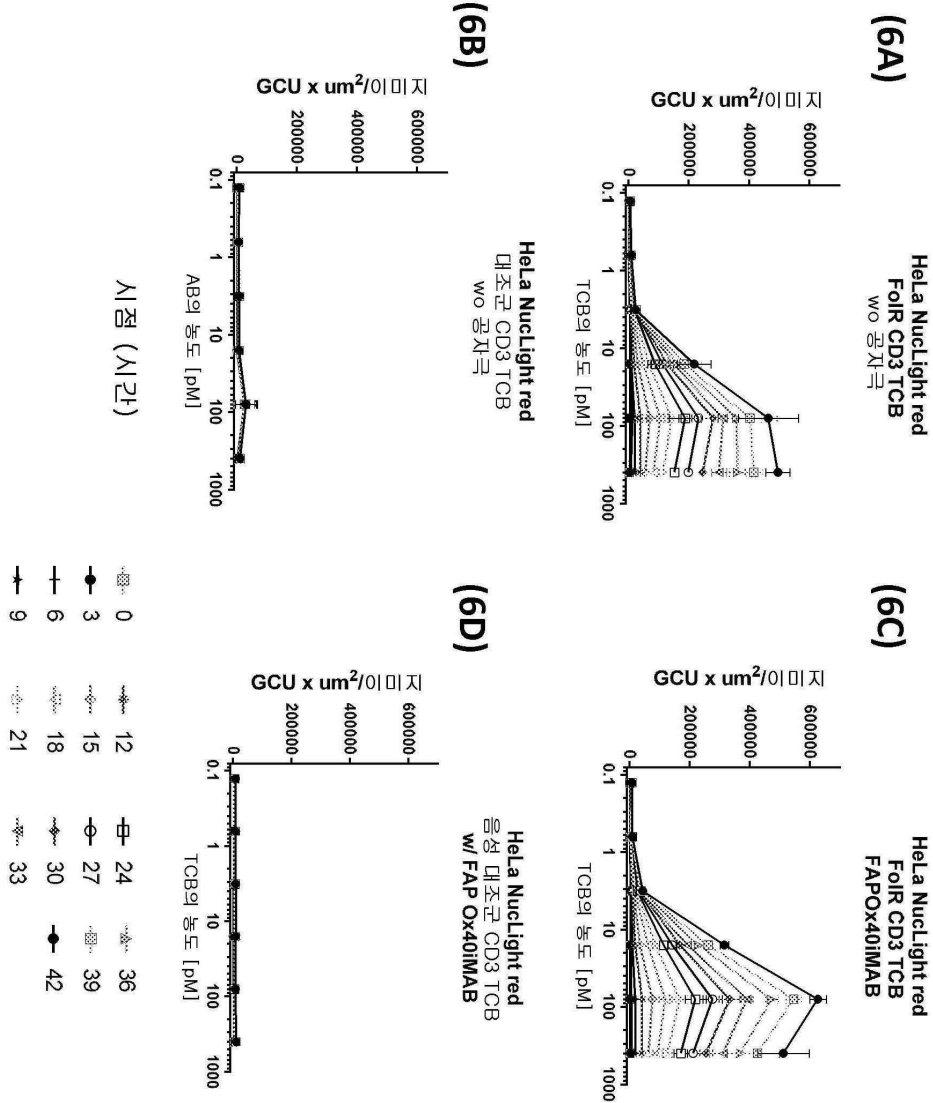 (6A)
HeLa NucLight red
FolR CD3 TCB
wo 공자극
GCU x um²/이미지
600000
400000
200000
0
0.1
1
10
100
1000
TCB의 농도 [pM]
(6C)
HeLa NucLight red
FolR CD3 TCB
FAPOx40iMAB
GCU x um²/이미지
600000
400000
200000
0
0.1
1
10
100
1000
TCB의 농도 [pM]
(6B)
HeLa NucLight red
대조군 CD3 TCB
wo 공자극
GCU x um²/이미지
600000
400000
200000
0
0.1
1
10
100
1000
AB의 농도 [pM]
(6D)
HeLa NucLight red
음성 대조군 CD3 TCB
w/ FAP Ox40iMAB
GCU x um²/이미지
600000
400000
200000
0
0.1
1
10
100
1000
TCB의 농도 [pM]
시점 (시간)
0 12 24 36
3 15 27 39
6 18 30 42
9 21 33